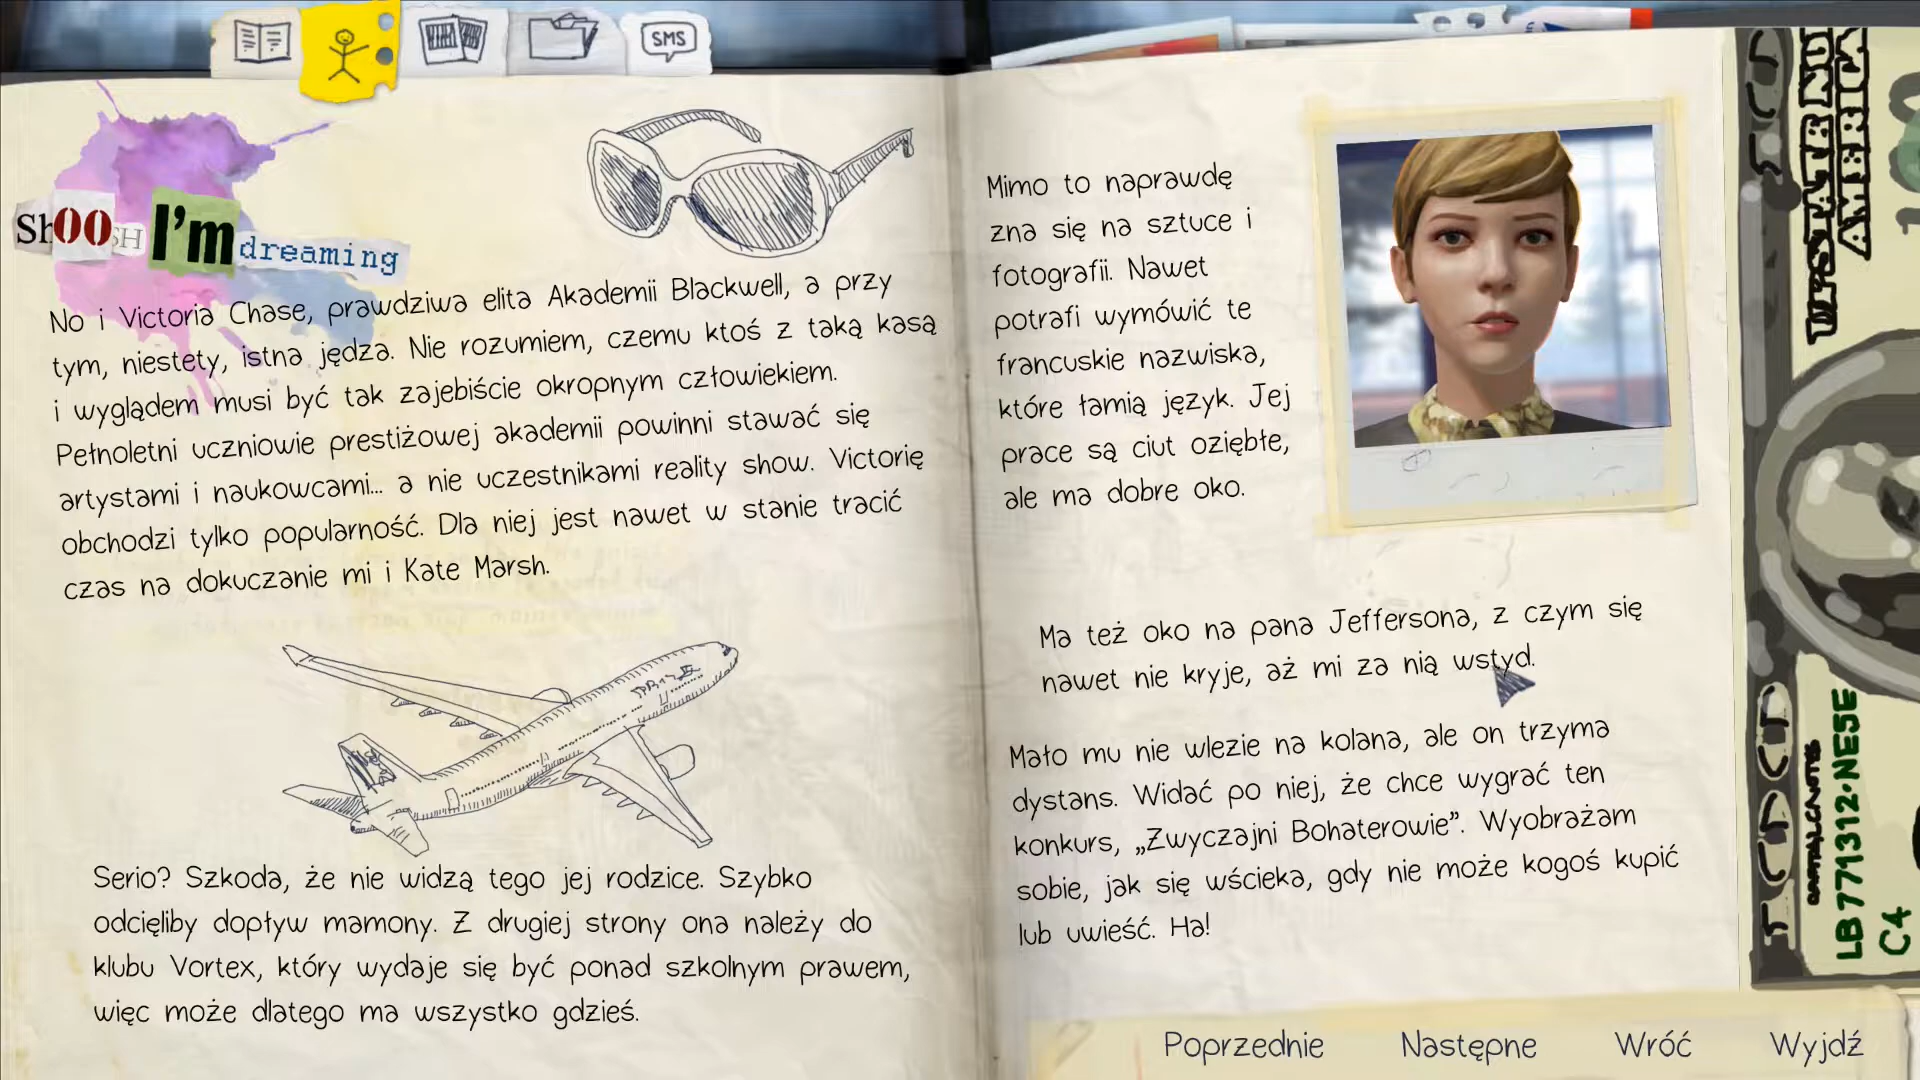 SMS
ShOOSH I'm dreaming
No i Victoria Chase, prawdziwa elita Akademii Blackwell, a przy
tym, niestety, istna jędza. Nie rozumiem, czemu ktoś z taką kasą
i wyglądem musi być tak zajebiście okropnym człowiekiem.
Pełnoletni uczniowie prestiżowej akademii powinni stawać się
artystami i naukowcami... a nie uczestnikami reality show. Victorię
obchodzi tylko popularność. Dla niej jest nawet w stanie tracić
czas na dokuczanie mi i Kate Marsh.
Serio? Szkoda, że nie widzą tego jej rodzice. Szybko
odcięliby dopływ mamony. Z drugiej strony ona należy do
klubu Vortex, który wydaje się być ponad szkolnym prawem,
więc może dlatego ma wszystko gdzieś.
Mimo to naprawdę
zna się na sztuce i
fotografii. Nawet
potrafi wymówić te
francuskie nazwiska,
które łamią język. Jej
prace są ciut oziębłe,
ale ma dobre oko.
Ma też oko na pana Jeffersona, z czym się
nawet nie kryje, aż mi za nią wstyd.
Mało mu nie wlezie na kolana, ale on trzyma
dystans. Widać po niej, że chce wygrać ten
konkurs, „Zwyczajni Bohaterowie”. Wyobrażam
sobie, jak się wścieka, gdy nie może kogoś kupić
lub uwieść. Ha!
AMERICA
LB771312-NESE
C4
Poprzednie Następne Wróć Wyjdź